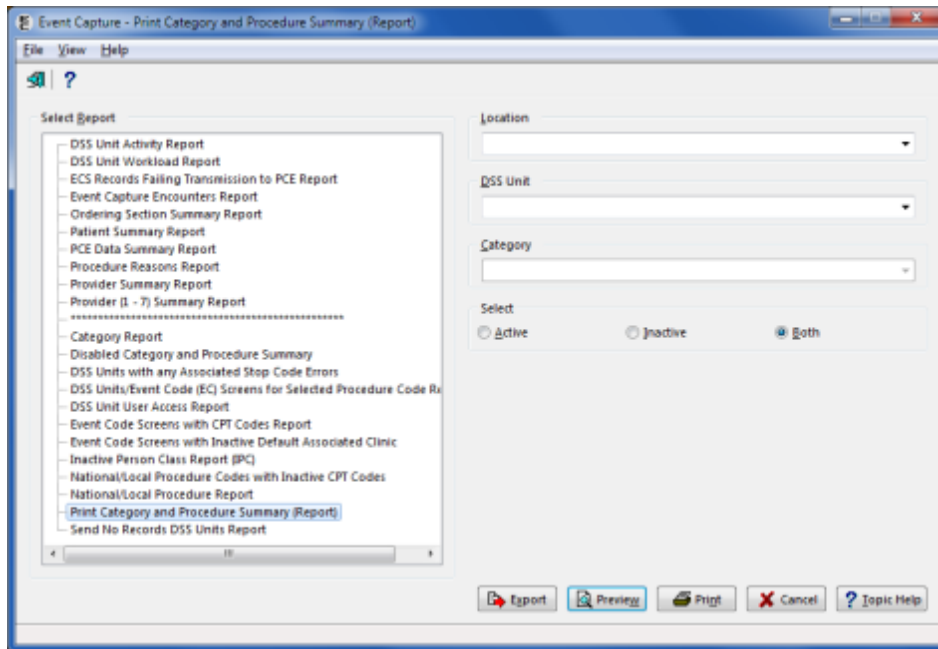 Event Capture - Print Category and Procedure Summary (Report)
File View Help
Select Report
DSS Unit Activity Report
DSS Unit Workload Report
ECS Records Failing Transmission to PCE Report
Event Capture Encounters Report
Ordering Section Summary Report
Patient Summary Report
PCE Data Summary Report
Procedure Reasons Report
Provider Summary Report
Provider (1 - 7) Summary Report
Category Report
Disabled Category and Procedure Summary
DSS Units with any Associated Stop Code Errors
DSS Units/Event Code (EC) Screens for Selected Procedure Code Re
DSS Unit User Access Report
Event Code Screens with CPT Codes Report
Event Code Screens with Inactive Default Associated Clinic
Inactive Person Class Report (IPC)
National/Local Procedure Codes with Inactive CPT Codes
National/Local Procedure Report
Print Category and Procedure Summary (Report)
Send No Records DSS Units Report
Location
DSS Unit
Category
Select
Active Inactive Both
Export Preview Print Cancel ? Topic Help